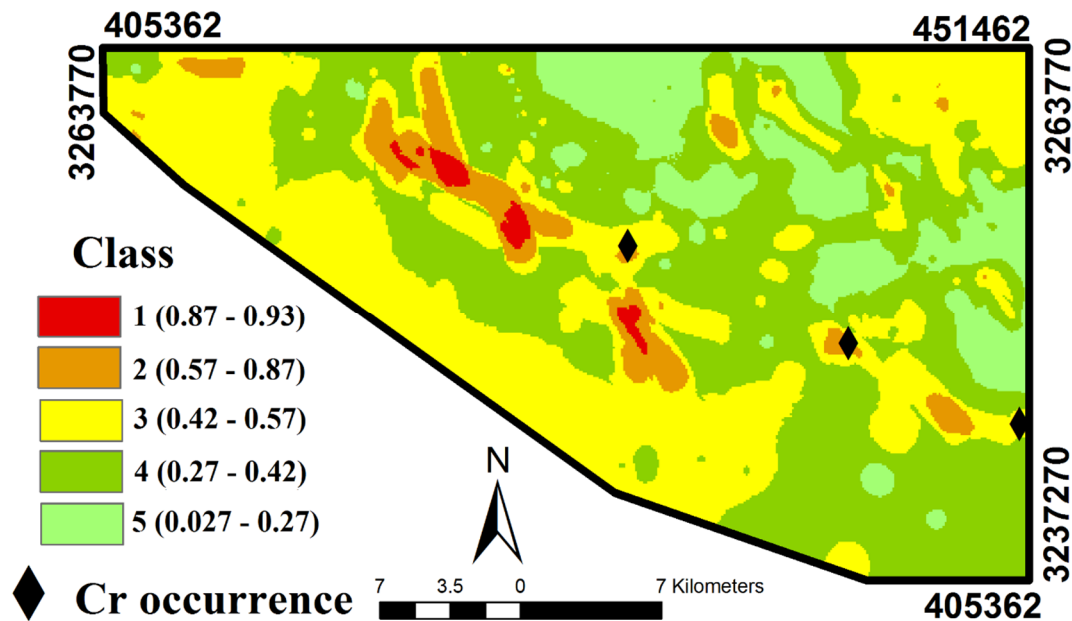 405362
451462
3263770
3263770
Class
1 (0.87 - 0.93)
2 (0.57 - 0.87)
3 (0.42 - 0.57)
4 (0.27 - 0.42)
5 (0.027 - 0.27)
Cr occurrence
N
7 3.5 0 7 Kilometers
3237270
405362